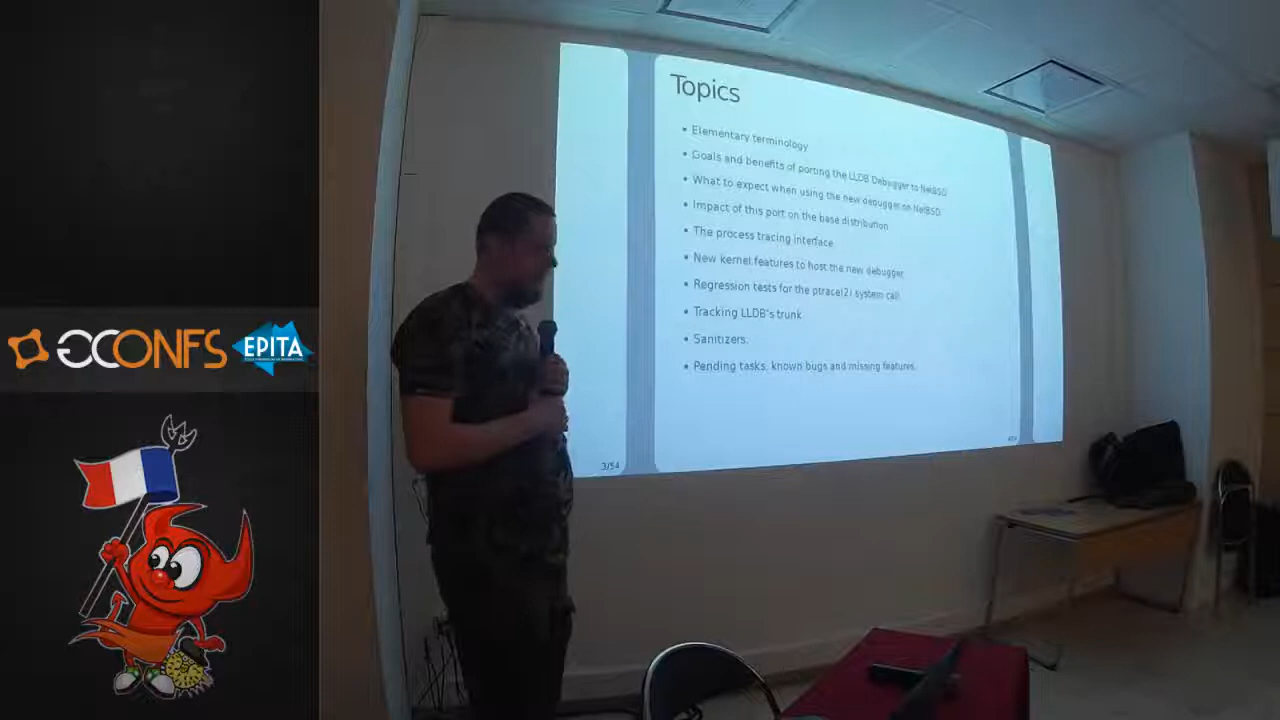 Topics
Elementary terminology
Goals and benefits of porting the LLDB Debugger to NetBSD
What to expect when using the new debugger on NetBSD
Impact of this port on the base distribution
The process tracing interface
New kernel features to host the new debugger
Regression tests for the ptrace(2) system call
Tracking LLDB's trunk
Sanitizers.
Pending tasks, known bugs and missing features.
3/54
GCONFS
EPITA